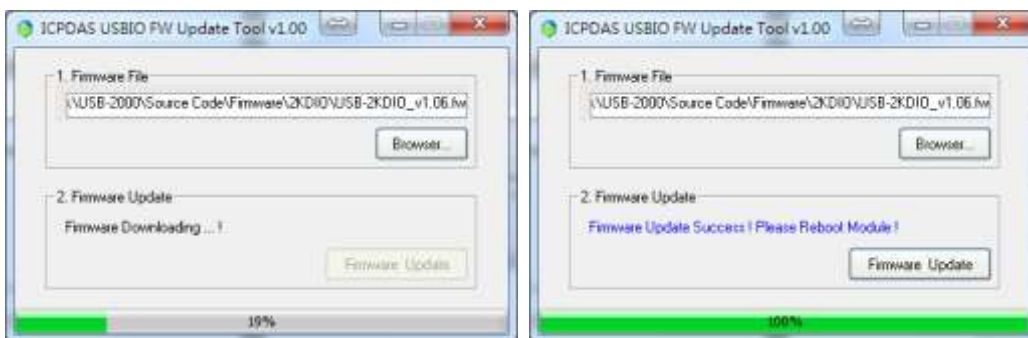 ICPDAS USBIO FW Update Tool v1.00
1. Firmware File
\USB-2000\Source Code\Firmware\2KDIO\USB-2KDIO_v1.06.fw
Browser...
2. Firmware Update
Firmware Downloading ... !
Firmware Update
19%
ICPDAS USBIO FW Update Tool v1.00
1. Firmware File
\USB-2000\Source Code\Firmware\2KDIO\USB-2KDIO_v1.06.fw
Browser...
2. Firmware Update
Firmware Update Success ! Please Reboot Module !
Firmware Update
100%